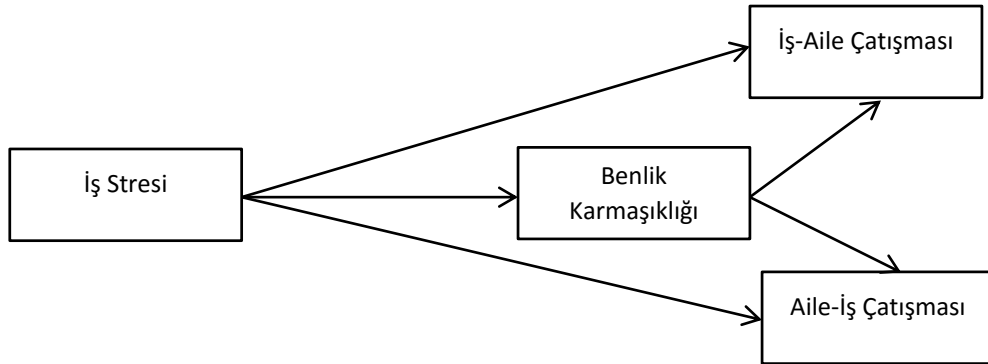 İş-Aile Çatışması
İş Stresi
Benlik
Karmaşıklığı
Aile-İş Çatışması